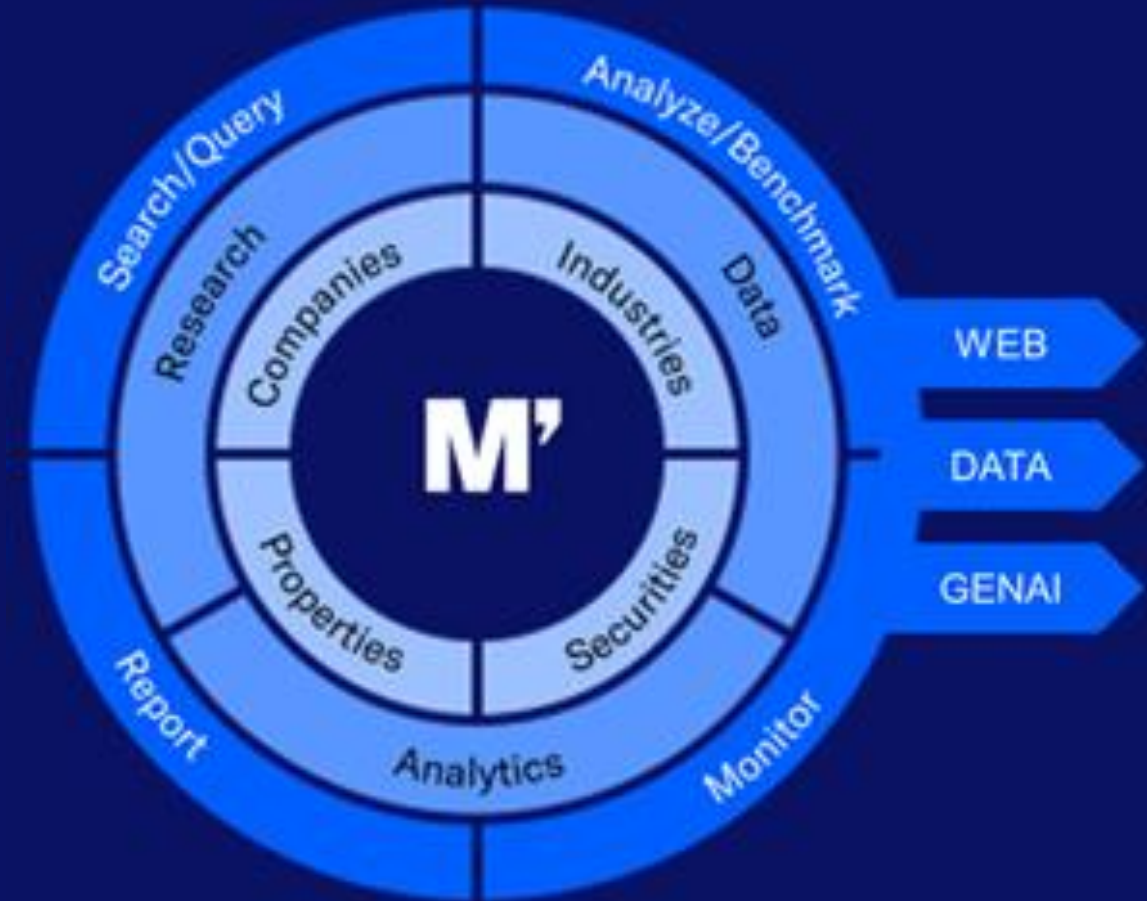 Search/Query
Analyze/Benchmark
Research
Data
Companies
Industries
WEB
M’
DATA
Properties
Securities
GENAI
Report
Analytics
Monitor